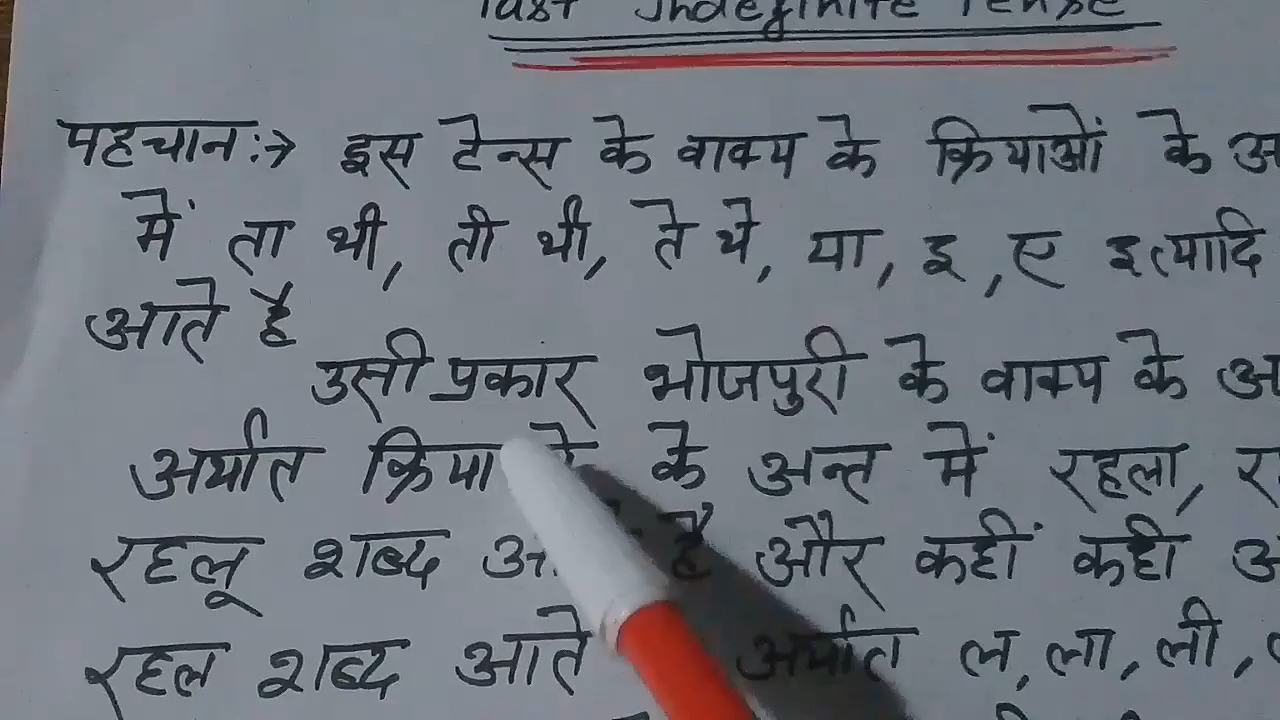 Past Indefinite Tense
पहचान:→ इस टेन्स के वाक्य के क्रियाओं के
में ता थी, ती थी, ते थे, या, इ, ए इत्यादि
आते है
उसी प्रकार भोजपुरी के वाक्य के
अर्थात क्रिया के अन्त में रहला,
रहलू शब्द है और कहीं कही
रहल शब्द आते अर्थात ल, ला, ली,